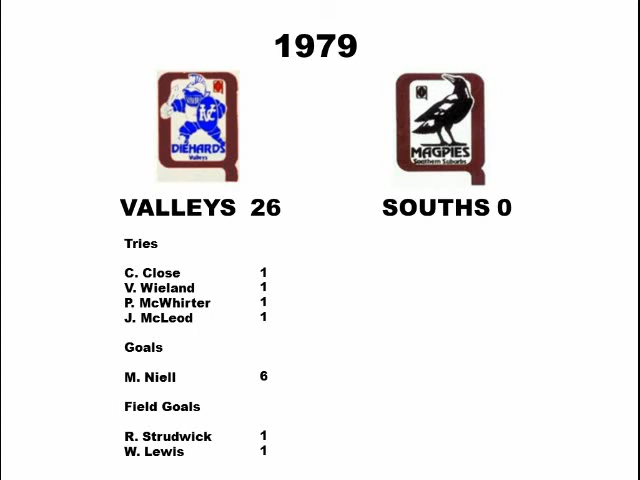 1979
DIEHARDS
Valleys
MAGPIES
Southern Suburbs
VALLEYS 26
SOUTHS 0
Tries
C. Close 1
V. Wieland 1
P. McWhirter 1
J. McLeod 1
Goals
M. Niell 6
Field Goals
R. Strudwick 1
W. Lewis 1